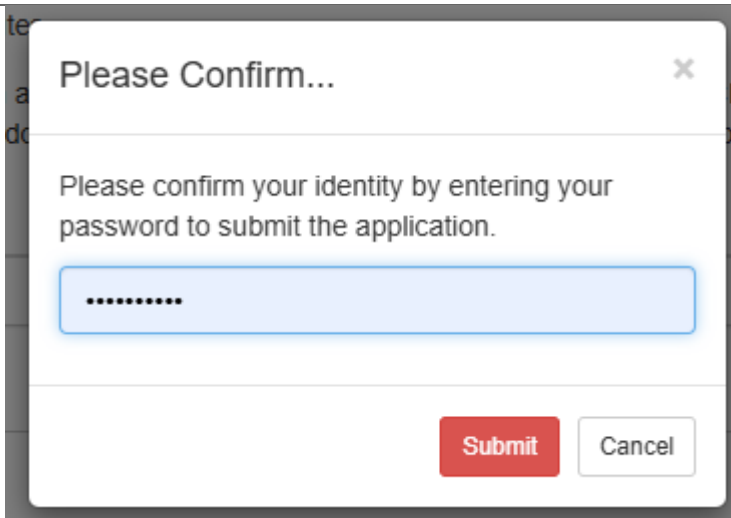 Please Confirm...
×
Please confirm your identity by entering your
password to submit the application.
••••••••••
Submit Cancel